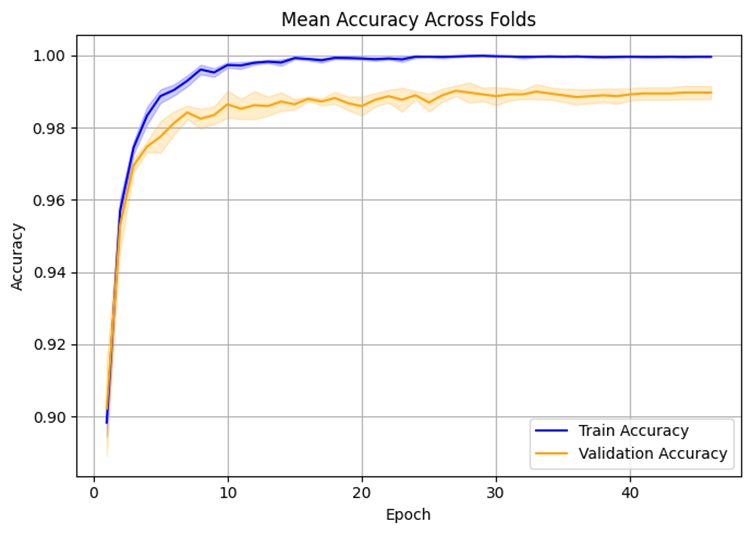 Mean Accuracy Across Folds
1.00
0.98
0.96
0.94
0.92
0.90
Accuracy
Train Accuracy
Validation Accuracy
0 10 20 30 40
Epoch